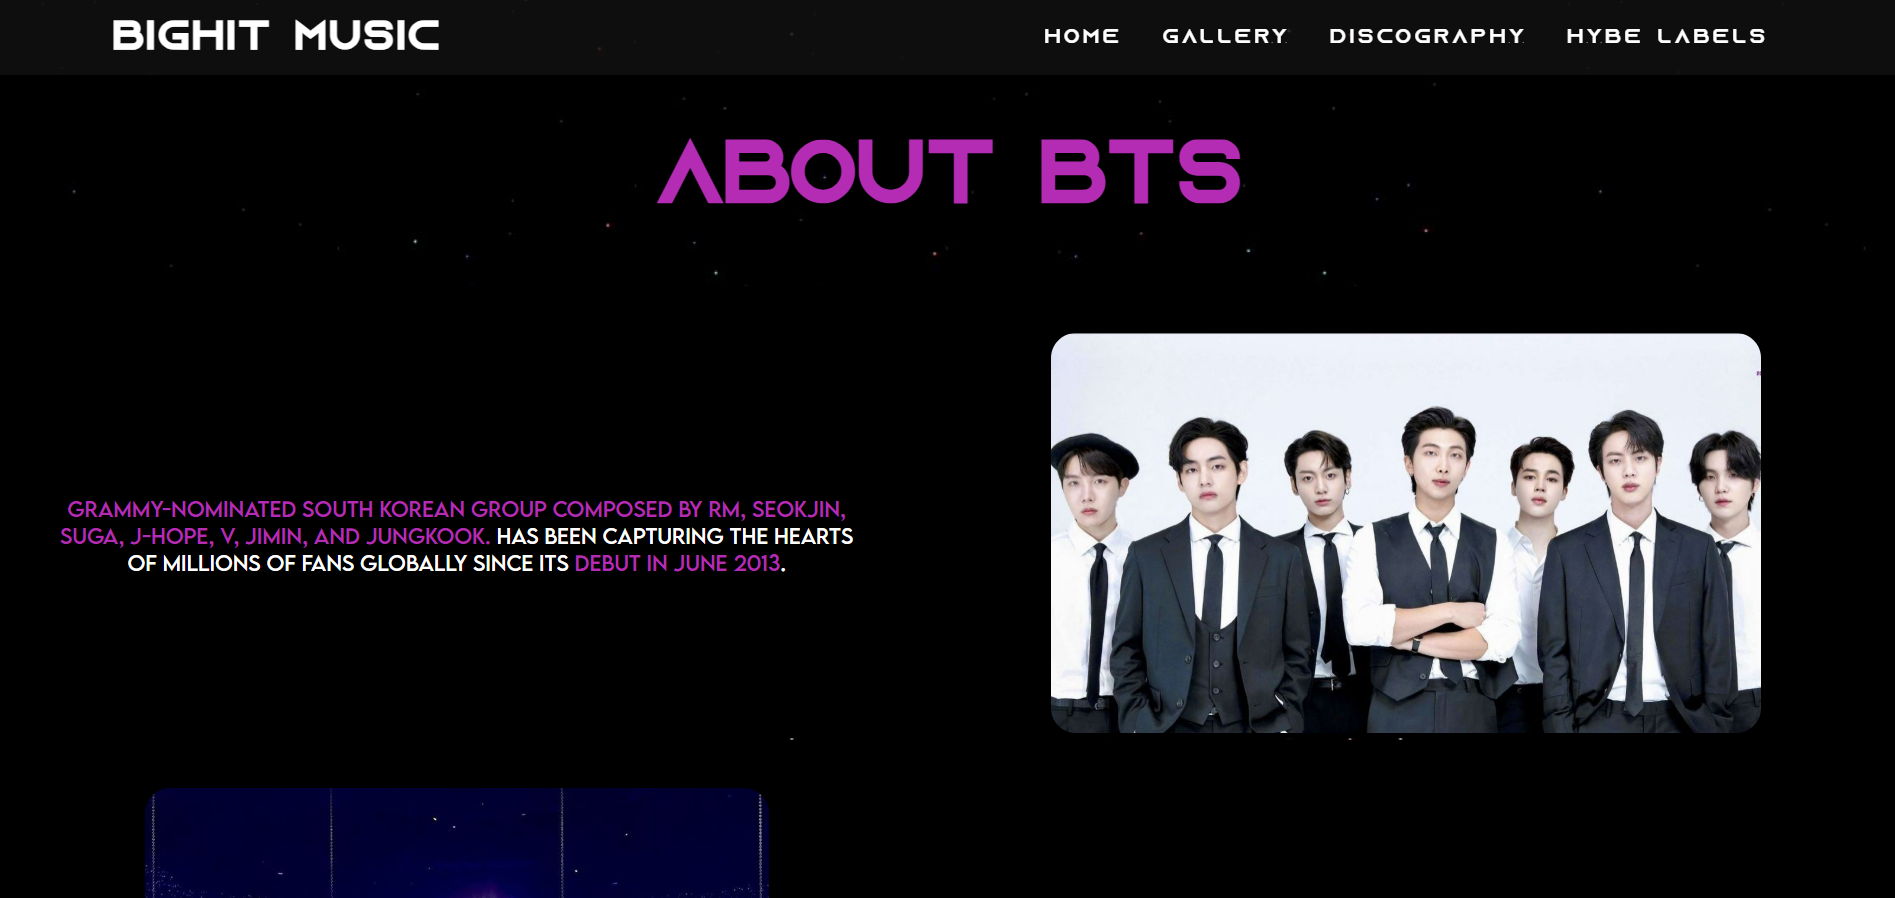 BIGHIT MUSIC
HOME GALLERY DISCOGRAPHY HYBE LABELS
ABOUT BTS
GRAMMY-NOMINATED SOUTH KOREAN GROUP COMPOSED BY RM, SEOKJIN,
SUGA, J-HOPE, V, JIMIN, AND JUNGKOOK. HAS BEEN CAPTURING THE HEARTS
OF MILLIONS OF FANS GLOBALLY SINCE ITS DEBUT IN JUNE 2013.